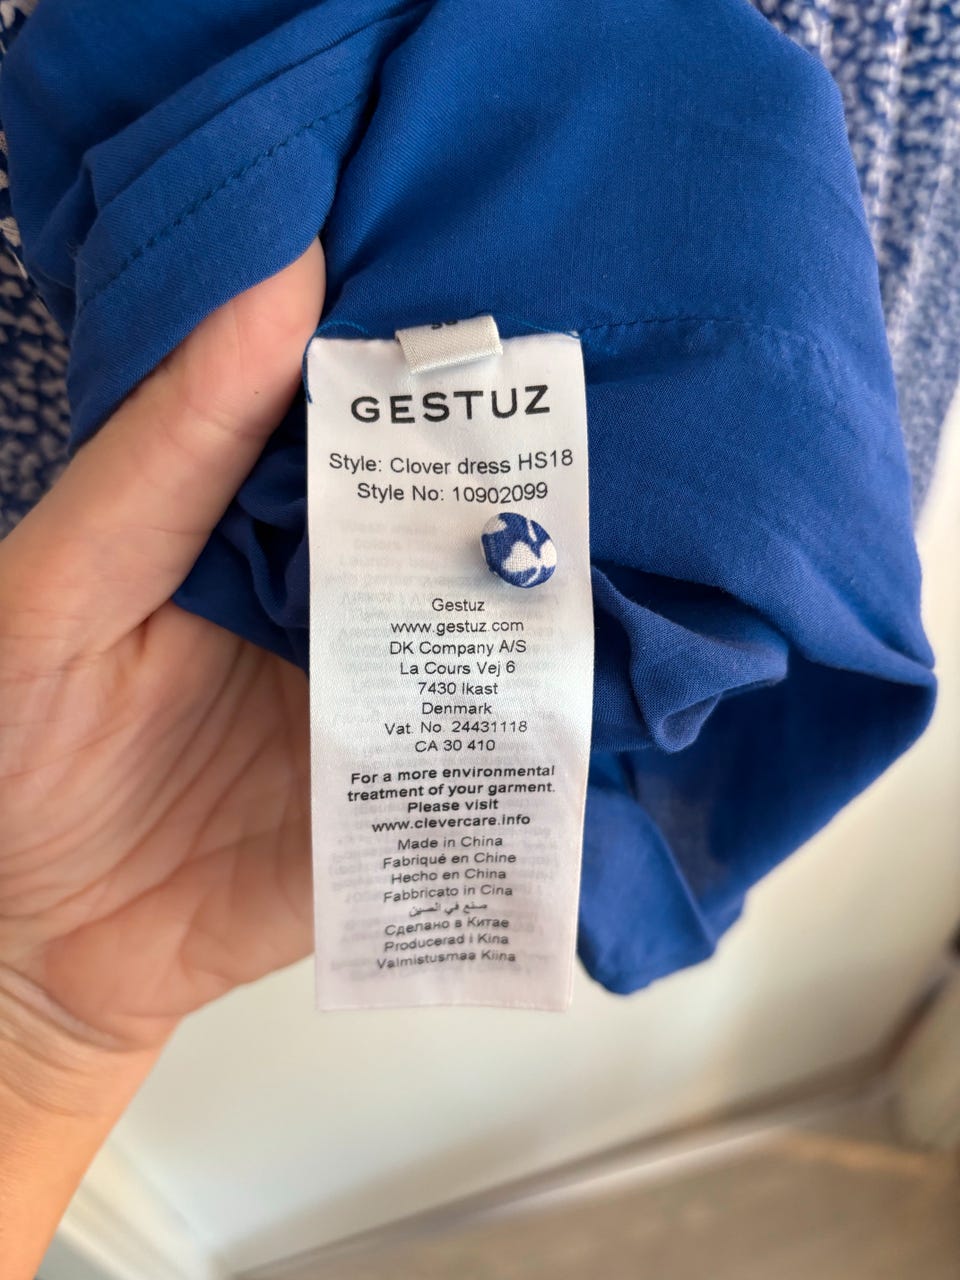 GESTUZ
Style: Clover dress HS18
Style No: 10902099
Gestuz
www.gestuz.com
DK Company A/S
La Cours Vej 6
7430 Ikast
Denmark
Vat. No. 24431118
CA 30 410
For a more environmental
treatment of your garment.
Please visit
www.clevercare.info
Made in China
Fabriqué en Chine
Hecho en China
Fabbricato in Cina
صنع في الصين
Сделано в Китае
Producerad i Kina
Valmistusmaa Kiina